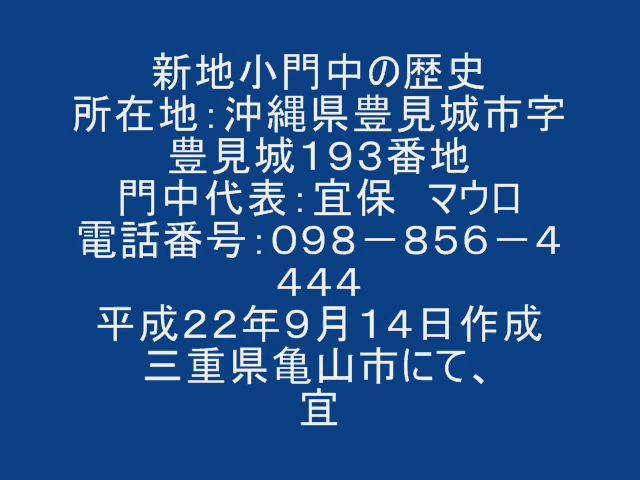 新地小門中の歴史
所在地：沖縄県豊見城市字
豊見城１９３番地
門中代表：宜保　マウロ
電話番号：０９８－８５６－４
４４４
平成２２年９月１４日作成
三重県亀山市にて、
宜